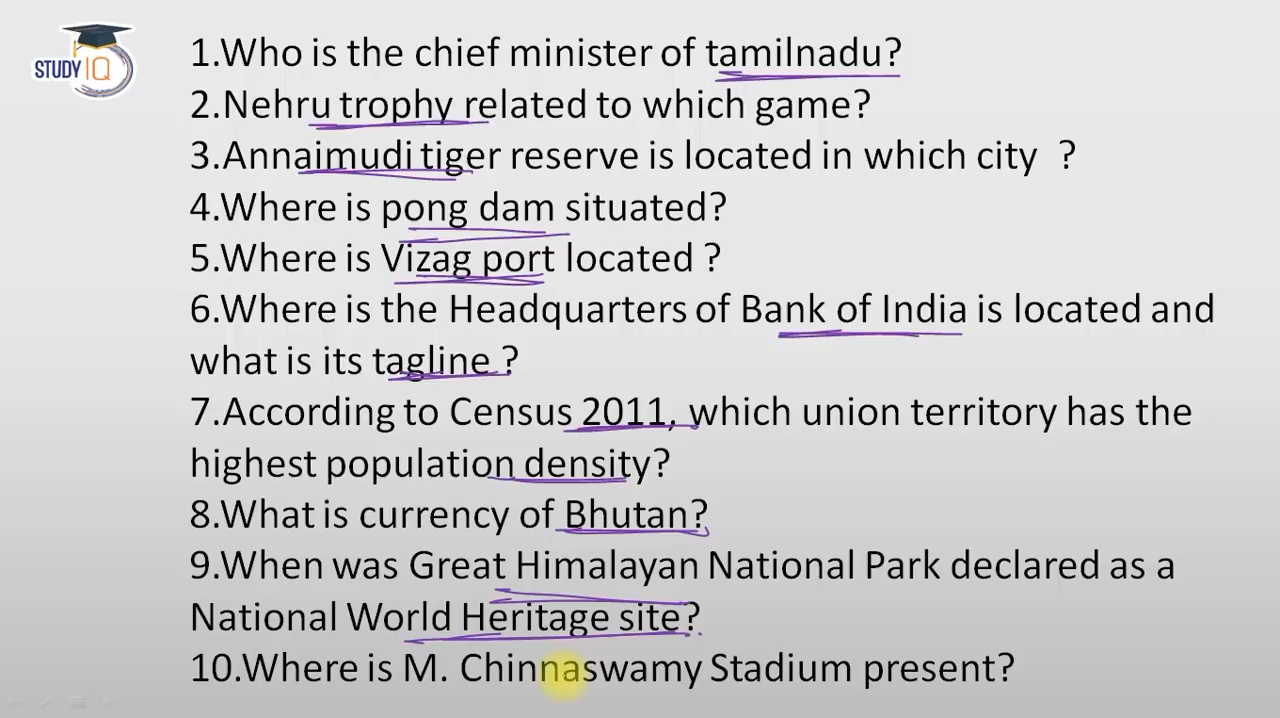 STUDY IQ
1.Who is the chief minister of tamilnadu?
2.Nehru trophy related to which game?
3.Annaimudi tiger reserve is located in which city ?
4.Where is pong dam situated?
5.Where is Vizag port located ?
6.Where is the Headquarters of Bank of India is located and
what is its tagline ?
7.According to Census 2011, which union territory has the
highest population density?
8.What is currency of Bhutan?
9.When was Great Himalayan National Park declared as a
National World Heritage site?
10.Where is M. Chinnaswamy Stadium present?